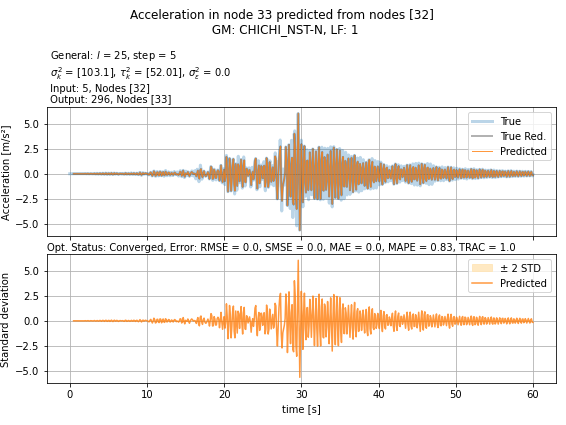 Acceleration in node 33 predicted from nodes [32]
GM: CHICHI_NST-N, LF: 1
General: l = 25, step = 5
σ²ₖ = [103.1], τ²ₖ = [52.01], σ²ε = 0.0
Input: 5, Nodes [32]
Output: 296, Nodes [33]
Acceleration [m/s²]
5.0
2.5
0.0
−2.5
−5.0
True
True Red.
Predicted
Opt. Status: Converged, Error: RMSE = 0.0, SMSE = 0.0, MAE = 0.0, MAPE = 0.83, TRAC = 1.0
Standard deviation
5.0
2.5
0.0
−2.5
−5.0
± 2 STD
Predicted
0 10 20 30 40 50 60
time [s]